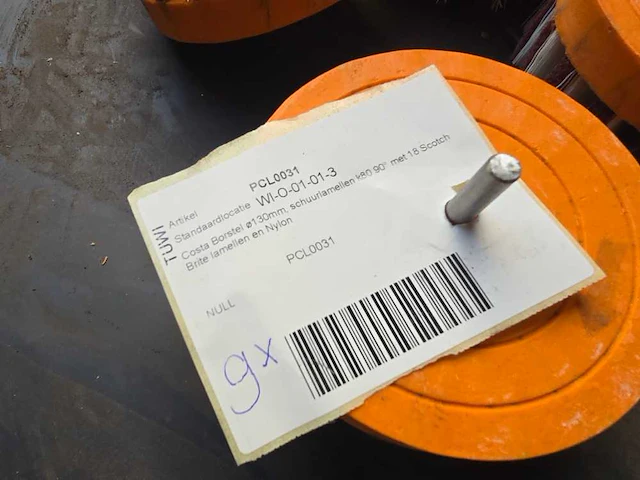 TUWI
Artikel PCL0031
Standaardlocatie WI-O-01-01-3
Costa Borstel ø130mm, schuurlamellen k80 90° met 18 Scotch
Brite lamellen en Nylon
PCL0031
NULL
9x